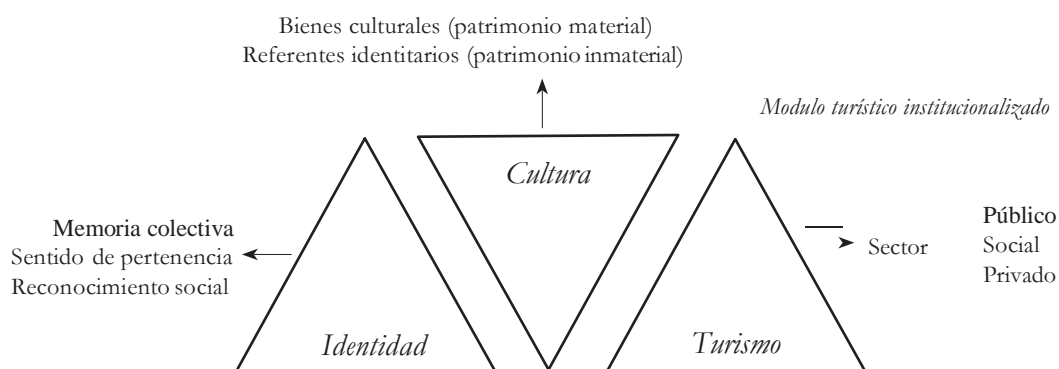 Bienes culturales (patrimonio material)
Referentes identitarios (patrimonio inmaterial)
Modulo turístico institucionalizado
Cultura
Memoria colectiva
Sentido de pertenencia
Reconocimiento social
Sector
Público
Social
Privado
Identidad
Turismo